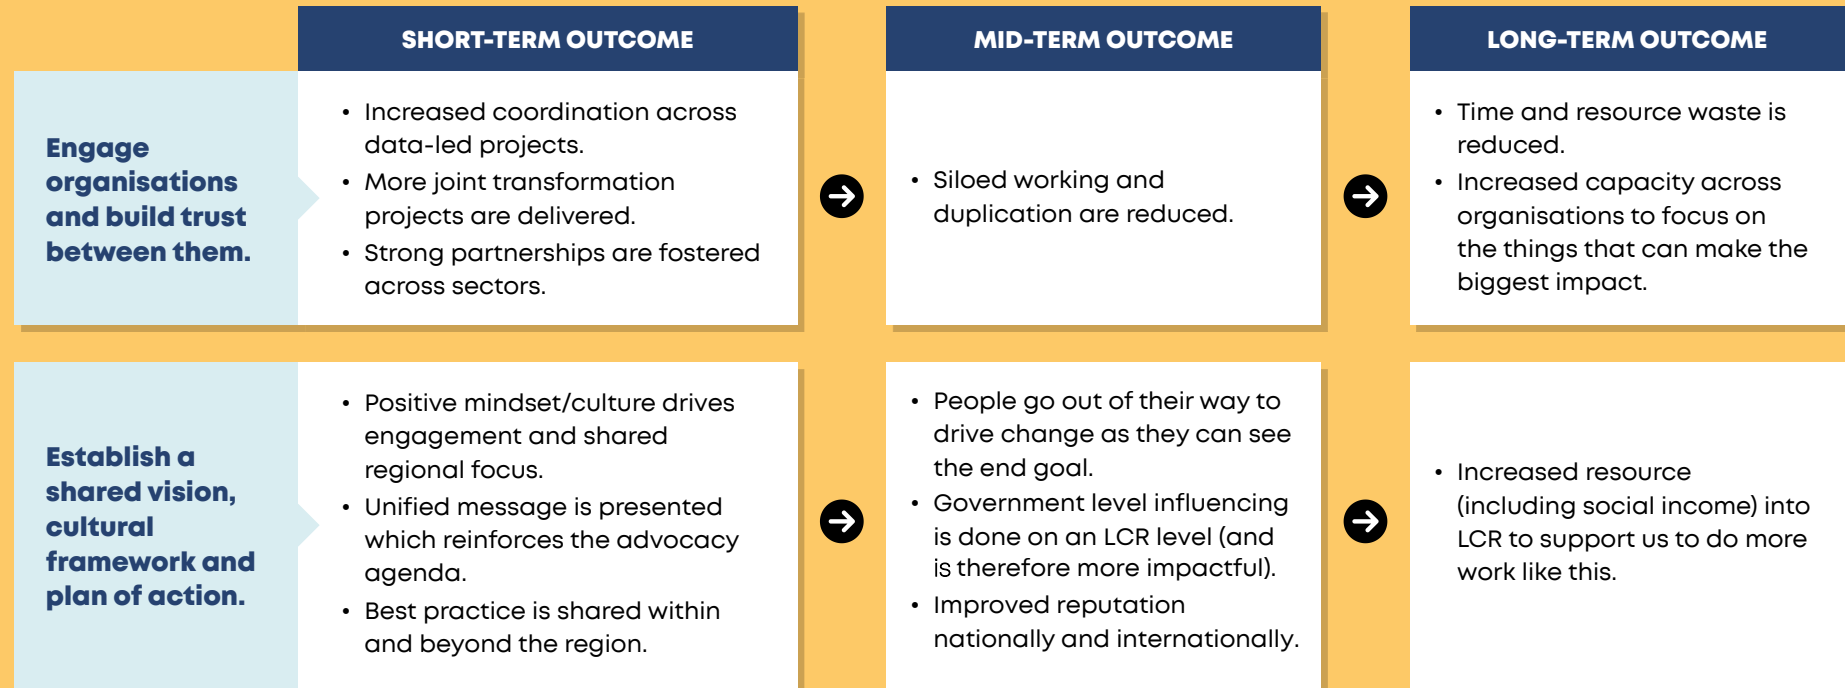 SHORT-TERM OUTCOME
MID-TERM OUTCOME
LONG-TERM OUTCOME
Engage
organisations
and build trust
between them.
• Increased coordination across
data-led projects.
• More joint transformation
projects are delivered.
• Strong partnerships are fostered
across sectors.
• Siloed working and
duplication are reduced.
• Time and resource waste is
reduced.
• Increased capacity across
organisations to focus on
the things that can make the
biggest impact.
Establish a
shared vision,
cultural
framework and
plan of action.
• Positive mindset/culture drives
engagement and shared
regional focus.
• Unified message is presented
which reinforces the advocacy
agenda.
• Best practice is shared within
and beyond the region.
• People go out of their way to
drive change as they can see
the end goal.
• Government level influencing
is done on an LCR level (and
is therefore more impactful).
• Improved reputation
nationally and internationally.
• Increased resource
(including social income) into
LCR to support us to do more
work like this.